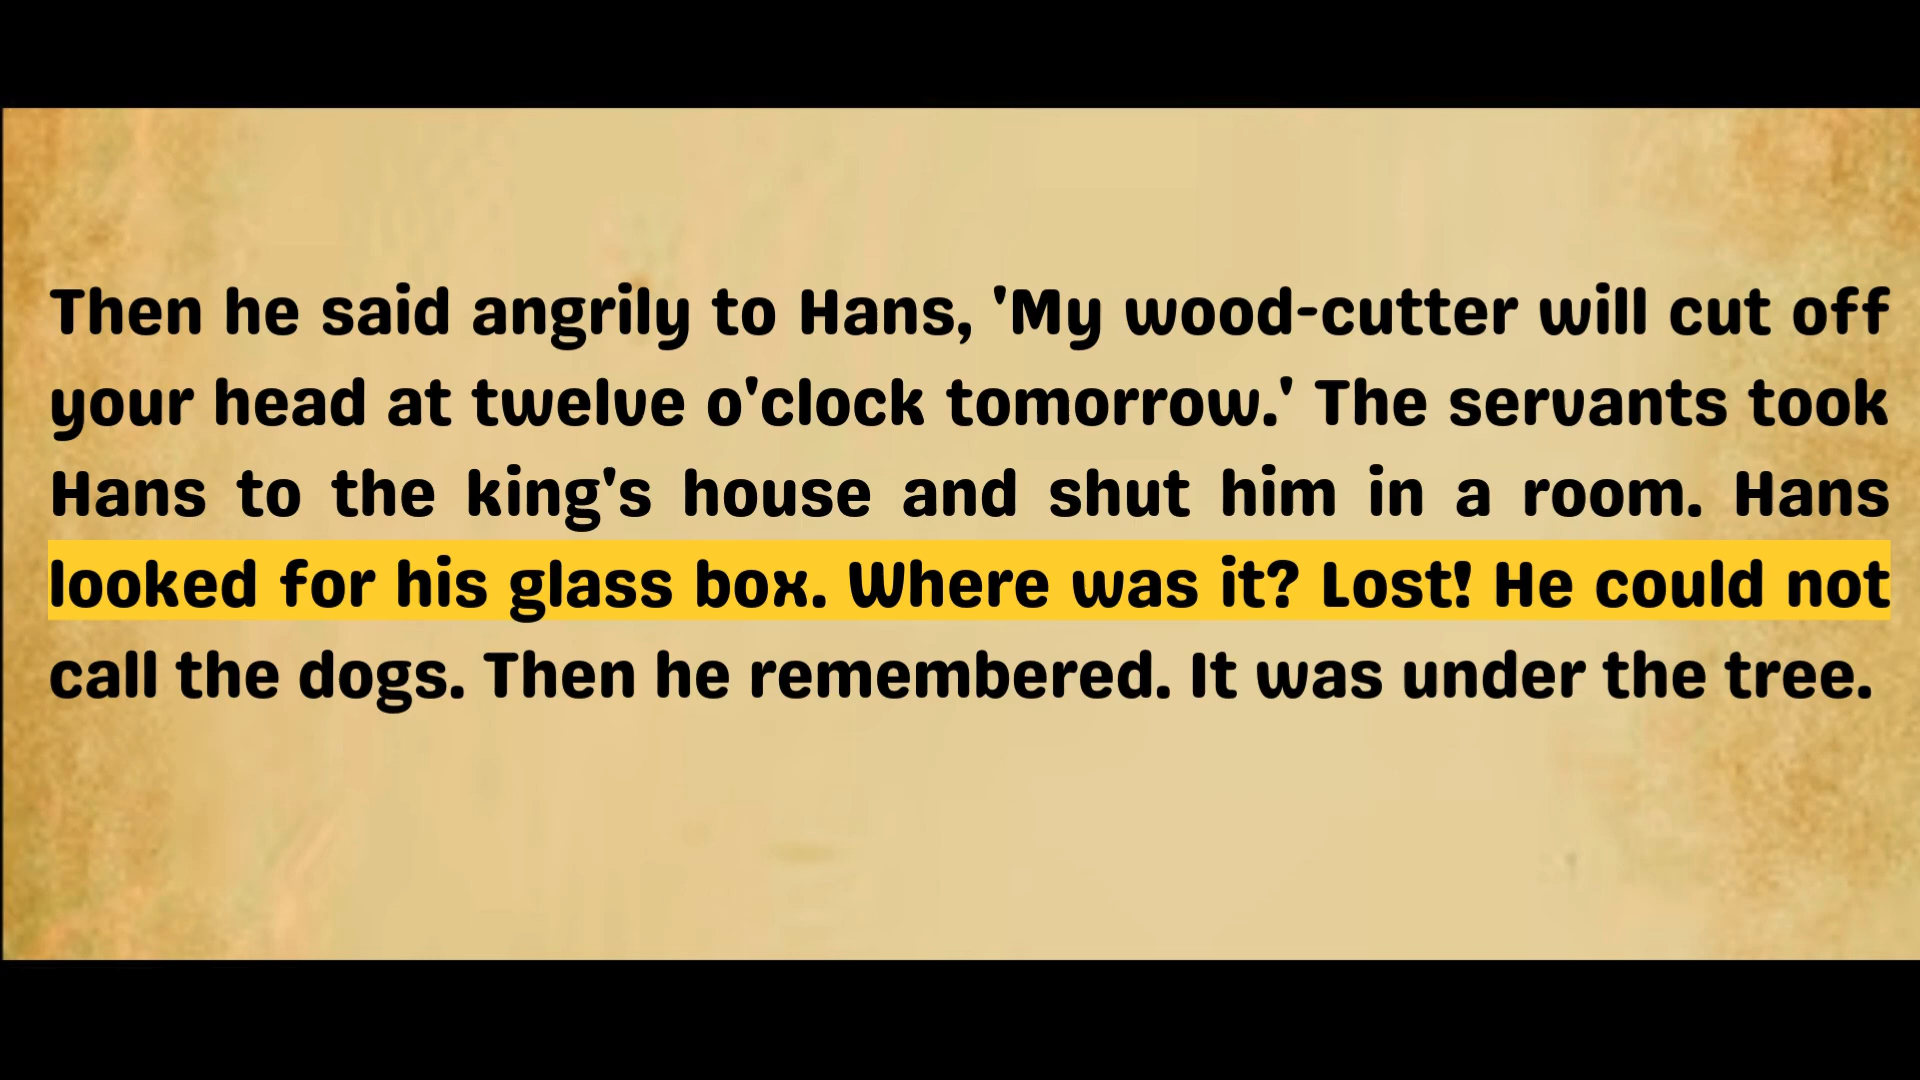 Then he said angrily to Hans, 'My wood-cutter will cut off
your head at twelve o'clock tomorrow.' The servants took
Hans to the king's house and shut him in a room. Hans
looked for his glass box. Where was it? Lost! He could not
call the dogs. Then he remembered. It was under the tree.